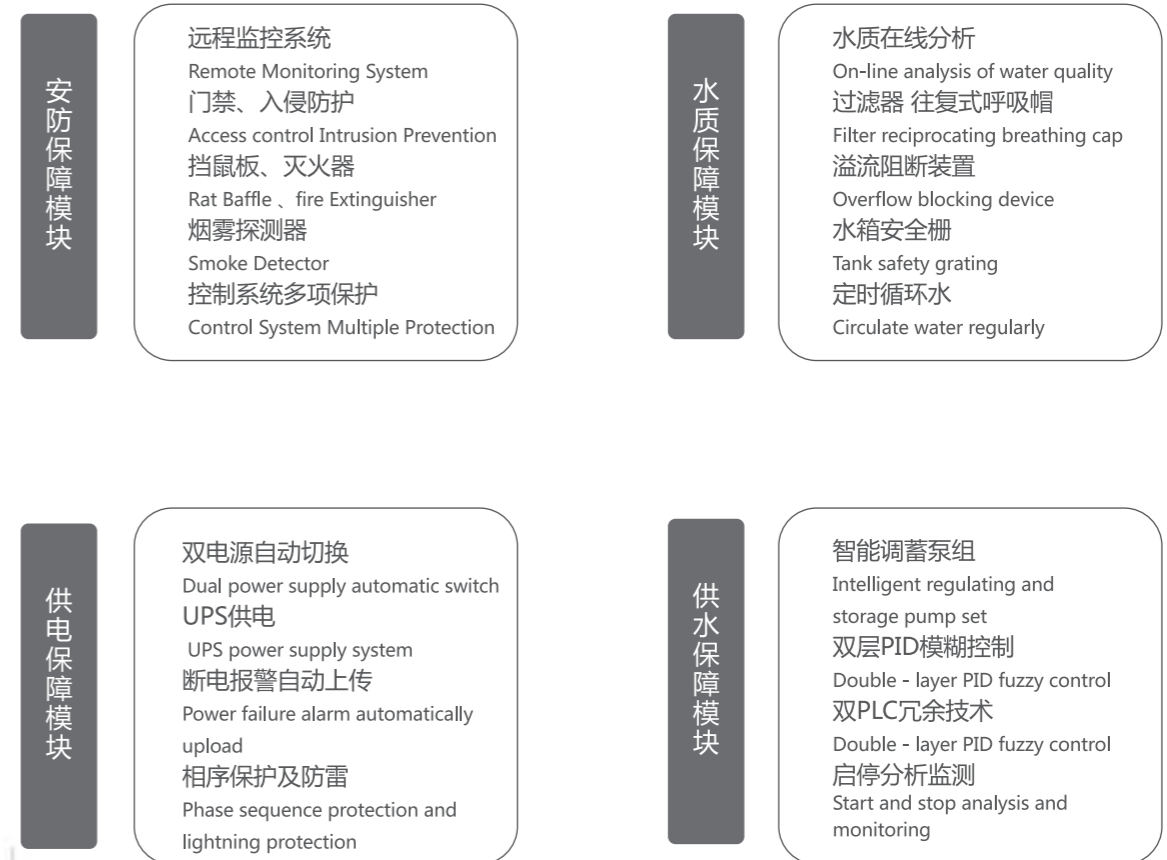 安防保障模块
远程监控系统
Remote Monitoring System
门禁、入侵防护
Access control Intrusion Prevention
挡鼠板、灭火器
Rat Baffle 、fire Extinguisher
烟雾探测器
Smoke Detector
控制系统多项保护
Control System Multiple Protection
水质保障模块
水质在线分析
On-line analysis of water quality
过滤器 往复式呼吸帽
Filter reciprocating breathing cap
溢流阻断装置
Overflow blocking device
水箱安全栅
Tank safety grating
定时循环水
Circulate water regularly
供电保障模块
双电源自动切换
Dual power supply automatic switch
UPS供电
UPS power supply system
断电报警自动上传
Power failure alarm automatically
upload
相序保护及防雷
Phase sequence protection and
lightning protection
供水保障模块
智能调蓄泵组
Intelligent regulating and
storage pump set
双层PID模糊控制
Double - layer PID fuzzy control
双PLC冗余技术
Double - layer PID fuzzy control
启停分析监测
Start and stop analysis and
monitoring